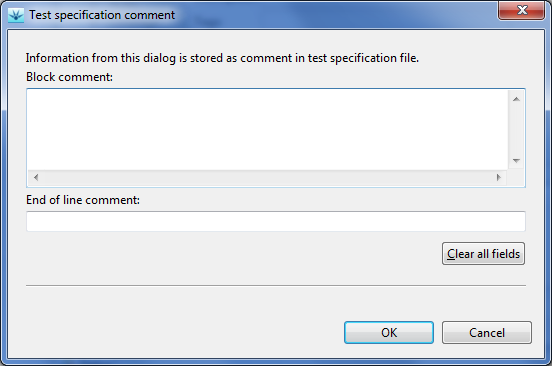 Test specification comment
Information from this dialog is stored as comment in test specification file.
Block comment:
End of line comment:
Clear all fields
OK
Cancel